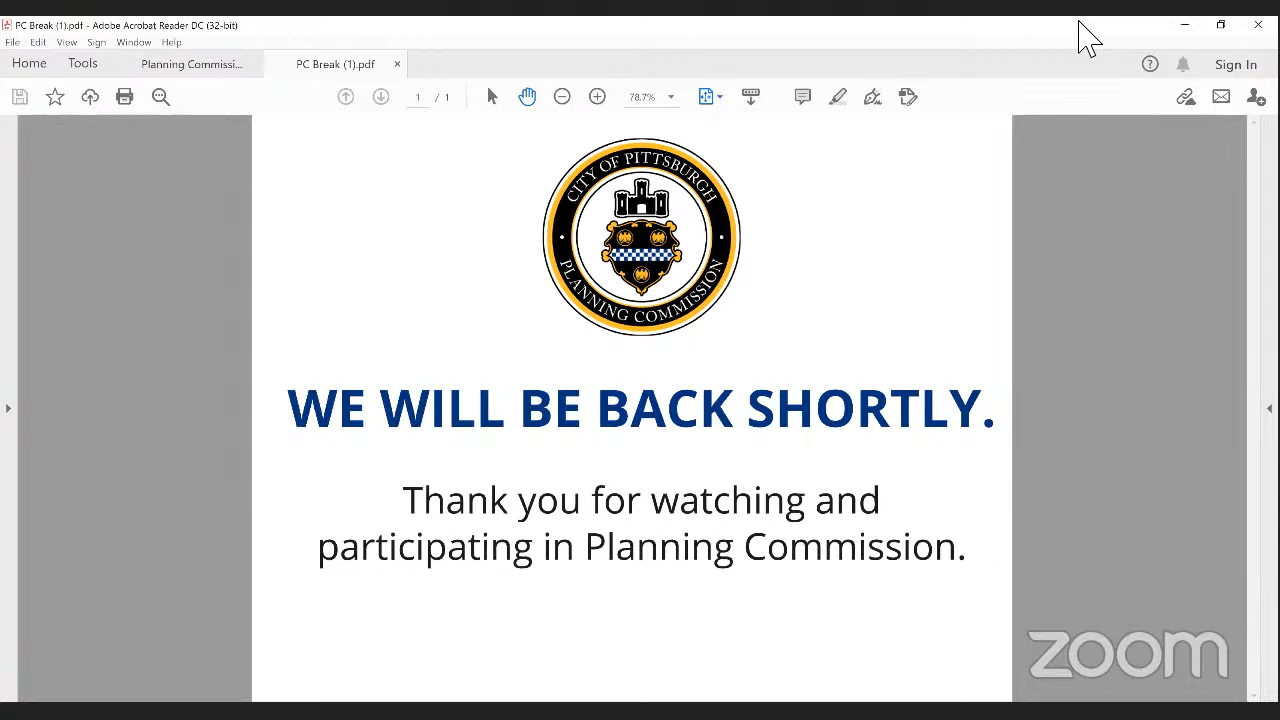 PC Break (1).pdf - Adobe Acrobat Reader DC (32-bit)
File Edit View Sign Window Help
Home Tools Planning Commissi... PC Break (1).pdf × Sign In
1 / 1 78.7%
CITY OF PITTSBURGH
PLANNING COMMISSION
WE WILL BE BACK SHORTLY.
Thank you for watching and
participating in Planning Commission.
zoom